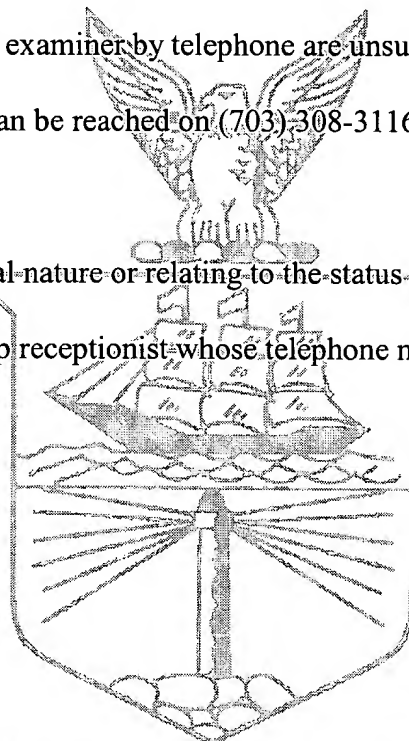 examiner by telephone are unsu
an be reached on (703) 308-3116
al nature or relating to the status
p receptionist whose telephone n